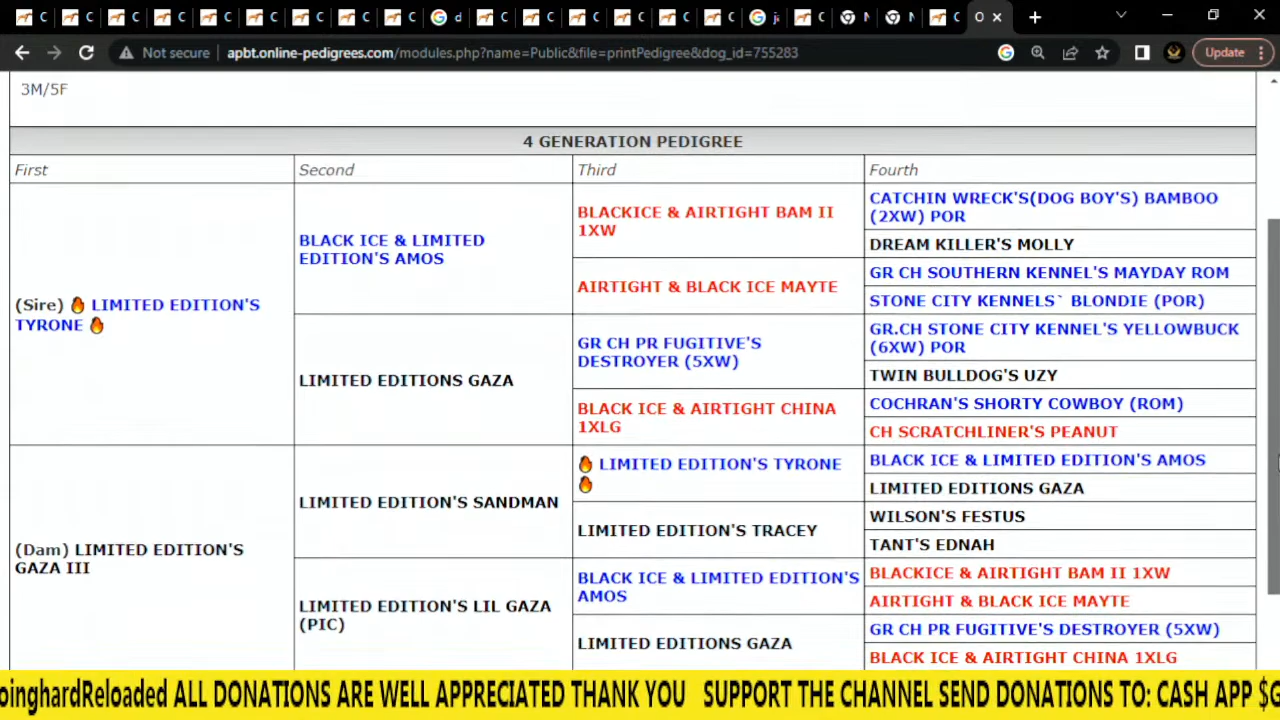 C C C C C C C C C G d C C C C C C G ji C N N C O × +
Not secure apbt.online-pedigrees.com/modules.php?name=Public&file=printPedigree&dog_id=755283 Update
3M/5F
4 GENERATION PEDIGREE
First Second Third Fourth
(Sire) 🔥 LIMITED EDITION'S
TYRONE 🔥
BLACK ICE & LIMITED
EDITION'S AMOS
BLACKICE & AIRTIGHT BAM II
1XW
CATCHIN WRECK'S(DOG BOY'S) BAMBOO
(2XW) POR
DREAM KILLER'S MOLLY
AIRTIGHT & BLACK ICE MAYTE
GR CH SOUTHERN KENNEL'S MAYDAY ROM
STONE CITY KENNELS` BLONDIE (POR)
LIMITED EDITIONS GAZA
GR CH PR FUGITIVE'S
DESTROYER (5XW)
GR.CH STONE CITY KENNEL'S YELLOWBUCK
(6XW) POR
TWIN BULLDOG'S UZY
BLACK ICE & AIRTIGHT CHINA
1XLG
COCHRAN'S SHORTY COWBOY (ROM)
CH SCRATCHLINER'S PEANUT
(Dam) LIMITED EDITION'S
GAZA III
LIMITED EDITION'S SANDMAN
🔥 LIMITED EDITION'S TYRONE
🔥
BLACK ICE & LIMITED EDITION'S AMOS
LIMITED EDITIONS GAZA
LIMITED EDITION'S TRACEY
WILSON'S FESTUS
TANT'S EDNAH
LIMITED EDITION'S LIL GAZA
(PIC)
BLACK ICE & LIMITED EDITION'S
AMOS
BLACKICE & AIRTIGHT BAM II 1XW
AIRTIGHT & BLACK ICE MAYTE
LIMITED EDITIONS GAZA
GR CH PR FUGITIVE'S DESTROYER (5XW)
BLACK ICE & AIRTIGHT CHINA 1XLG
oinghardReloaded ALL DONATIONS ARE WELL APPRECIATED THANK YOU SUPPORT THE CHANNEL SEND DONATIONS TO: CASH APP $G